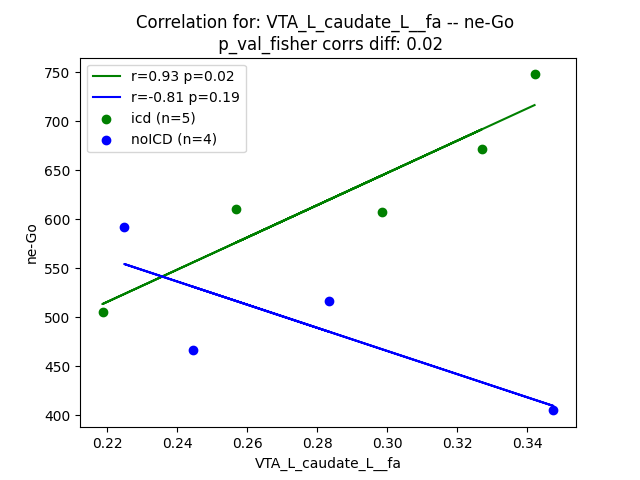 Correlation for: VTA_L_caudate_L__fa -- ne-Go
p_val_fisher corrs diff: 0.02
r=0.93 p=0.02
r=-0.81 p=0.19
icd (n=5)
noICD (n=4)
750
700
650
600
550
500
450
400
ne-Go
0.22 0.24 0.26 0.28 0.30 0.32 0.34
VTA_L_caudate_L__fa